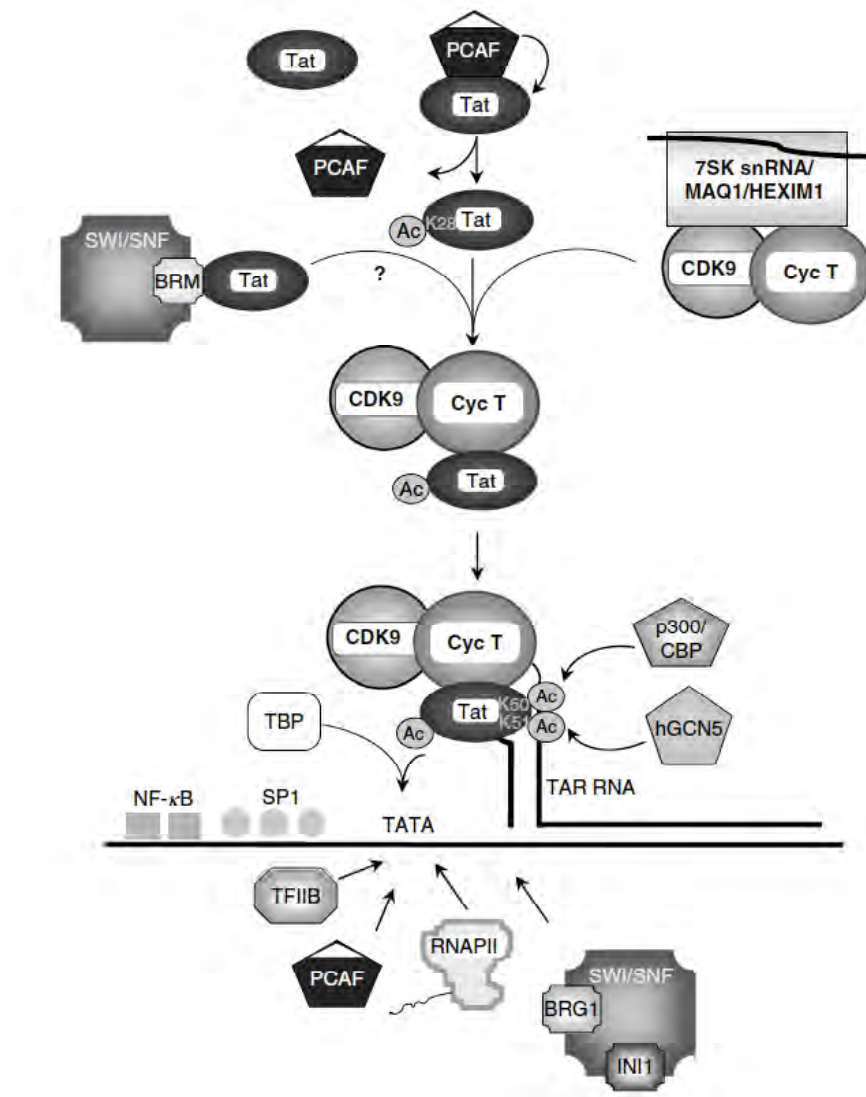 Tat
PCAF
Tat
PCAF
7SK snRNA/
MAQ1/HEXIM1
Ac
K28
Tat
SWI/SNF
BRM
Tat
?
CDK9
Cyc T
CDK9
Cyc T
Ac
Tat
CDK9
Cyc T
p300/
CBP
TBP
Tat
K50
K51
Ac
Ac
Ac
hGCN5
TAR RNA
NF-κB
SP1
TATA
TFIIB
PCAF
RNAPII
SWI/SNF
BRG1
INI1